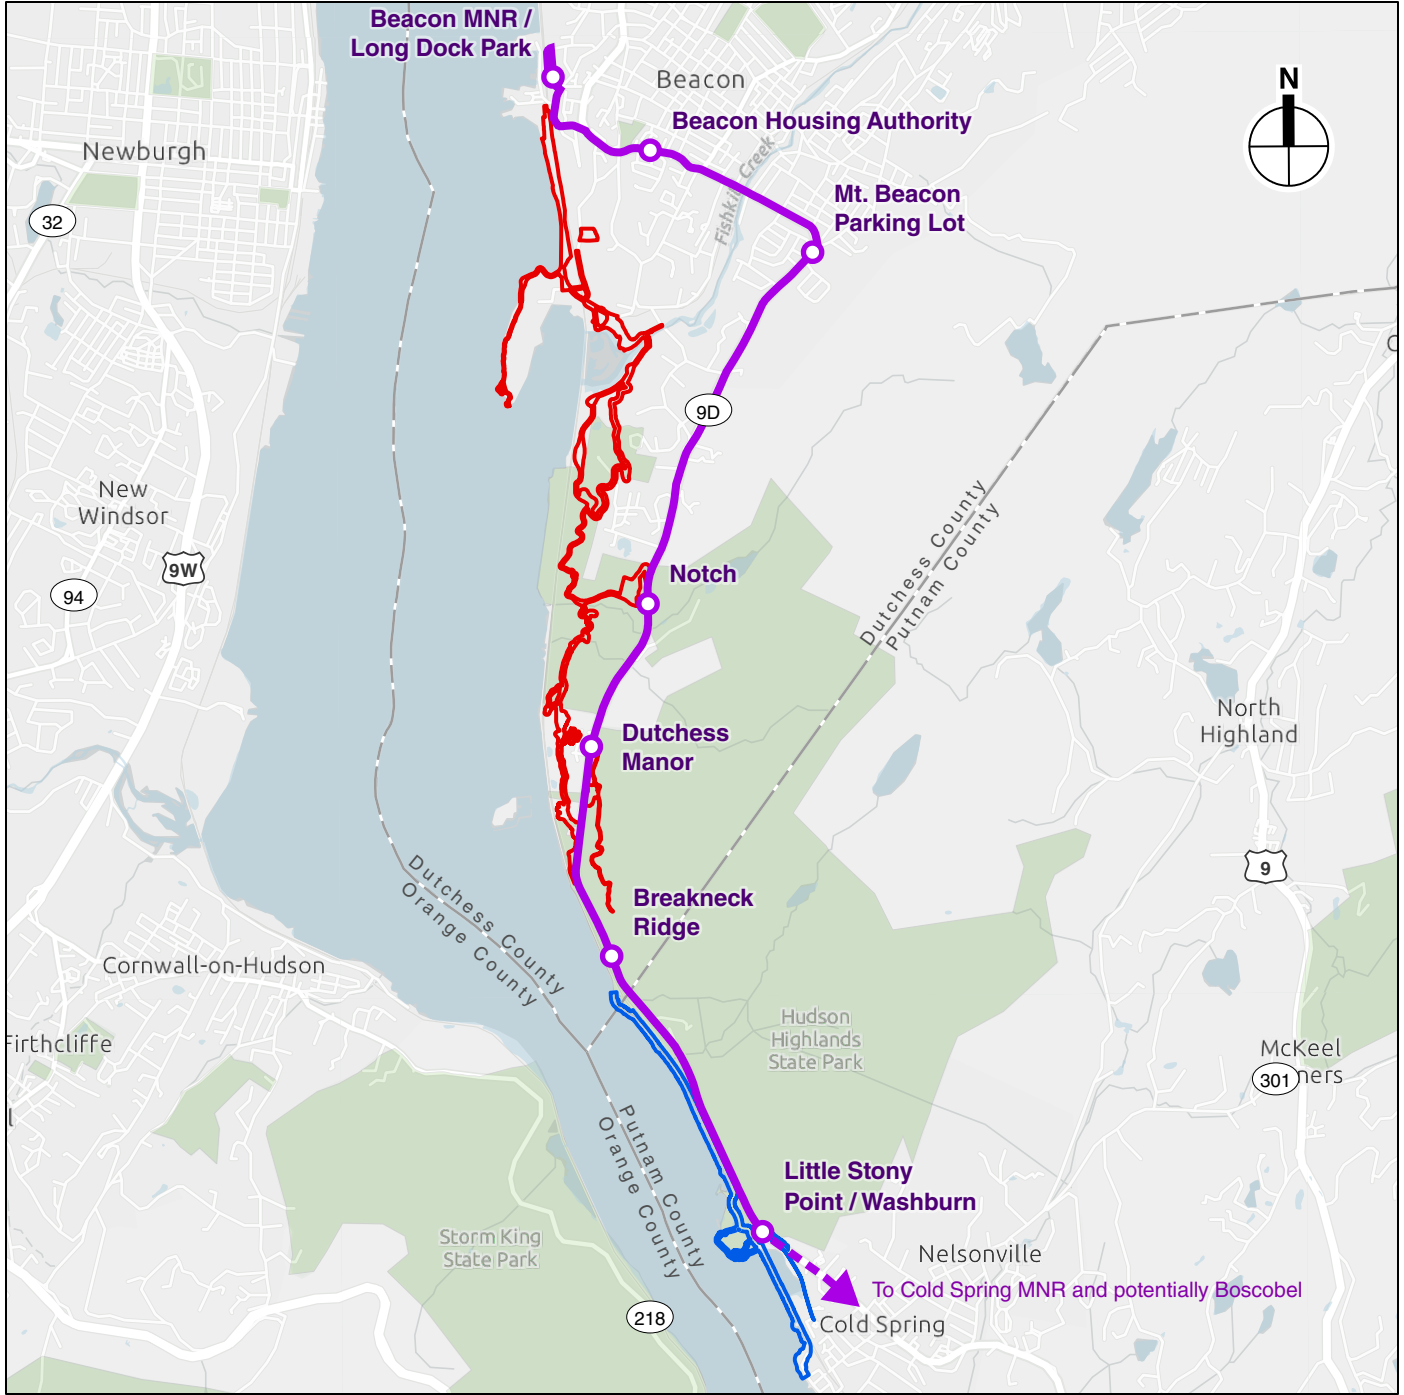 Beacon MNR /
Long Dock Park
Beacon
N
Beacon Housing Authority
Newburgh
Fishkill Creek
Mt. Beacon
Parking Lot
32
9D
New
Windsor
9W
94
Dutchess County
Putnam County
Notch
North
Highland
Dutchess
Manor
9
Dutchess County
Orange County
Breakneck
Ridge
Cornwall-on-Hudson
Hudson
Highlands
State Park
Firthcliffe
McKeel
301
ners
l
Putnam County
Orange County
Little Stony
Point / Washburn
Storm King
State Park
Nelsonville
To Cold Spring MNR and potentially Boscobel
218
Cold Spring